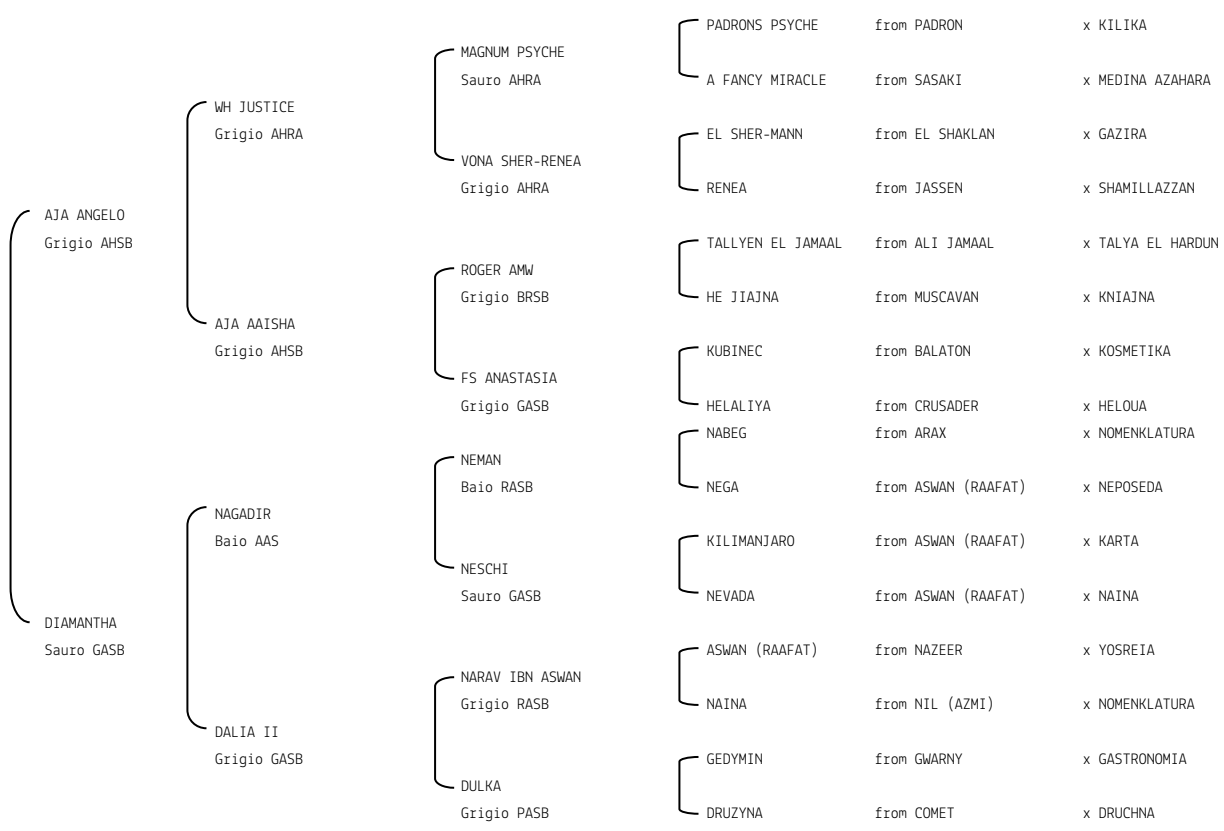 PADRONS PSYCHE from PADRON x KILIKA
MAGNUM PSYCHE
Sauro AHRA A FANCY MIRACLE from SASAKI x MEDINA AZAHARA
WH JUSTICE
Grigio AHRA EL SHER-MANN from EL SHAKLAN x GAZIRA
VONA SHER-RENEA
Grigio AHRA RENEA from JASSEN x SHAMILLAZZAN
AJA ANGELO
Grigio AHSB TALLYEN EL JAMAAL from ALI JAMAAL x TALYA EL HARDUN
ROGER AMW
Grigio BRSB HE JIAJNA from MUSCAVAN x KNIAJNA
AJA AAISHA
Grigio AHSB KUBINEC from BALATON x KOSMETIKA
FS ANASTASIA
Grigio GASB HELALIYA from CRUSADER x HELOUA
NABEG from ARAX x NOMENKLATURA
NEMAN
Baio RASB NEGA from ASWAN (RAAFAT) x NEPOSEDA
NAGADIR
Baio AAS KILIMANJARO from ASWAN (RAAFAT) x KARTA
NESCHI
Sauro GASB NEVADA from ASWAN (RAAFAT) x NAINA
DIAMANTHA
Sauro GASB ASWAN (RAAFAT) from NAZEER x YOSREIA
NARAV IBN ASWAN
Grigio RASB NAINA from NIL (AZMI) x NOMENKLATURA
DALIA II
Grigio GASB GEDYMIN from GWARNY x GASTRONOMIA
DULKA
Grigio PASB DRUZYNA from COMET x DRUCHNA